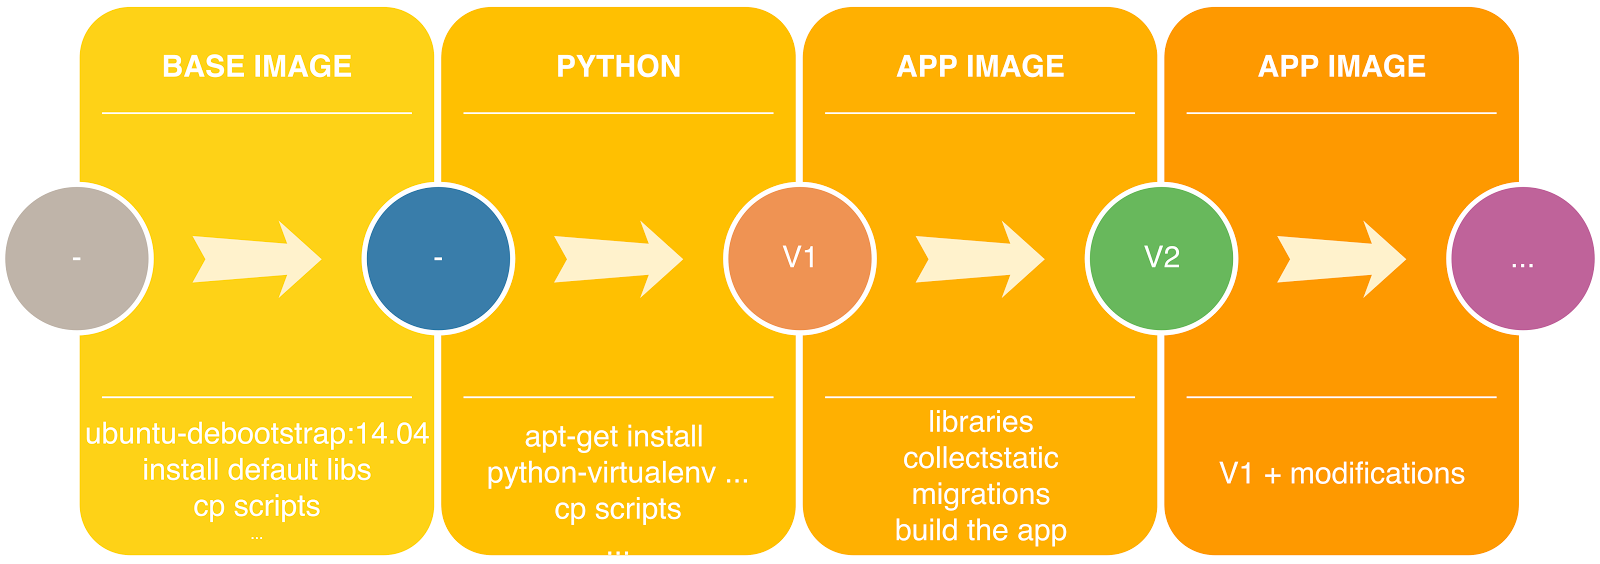 BASE IMAGE
PYTHON
APP IMAGE
APP IMAGE
-
-
V1
V2
...
ubuntu-debootstrap:14.04
install default libs
cp scripts
...
apt-get install
python-virtualenv ...
cp scripts
...
libraries
collectstatic
migrations
build the app
V1 + modifications